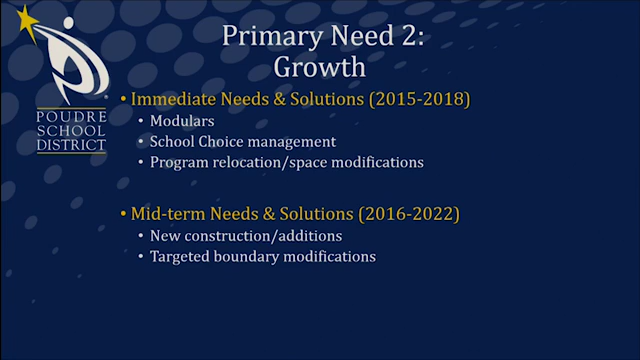 Primary Need 2:
Growth
POUDRE
SCHOOL
DISTRICT
• Immediate Needs & Solutions (2015-2018)
• Modulars
• School Choice management
• Program relocation/space modifications
• Mid-term Needs & Solutions (2016-2022)
• New construction/additions
• Targeted boundary modifications